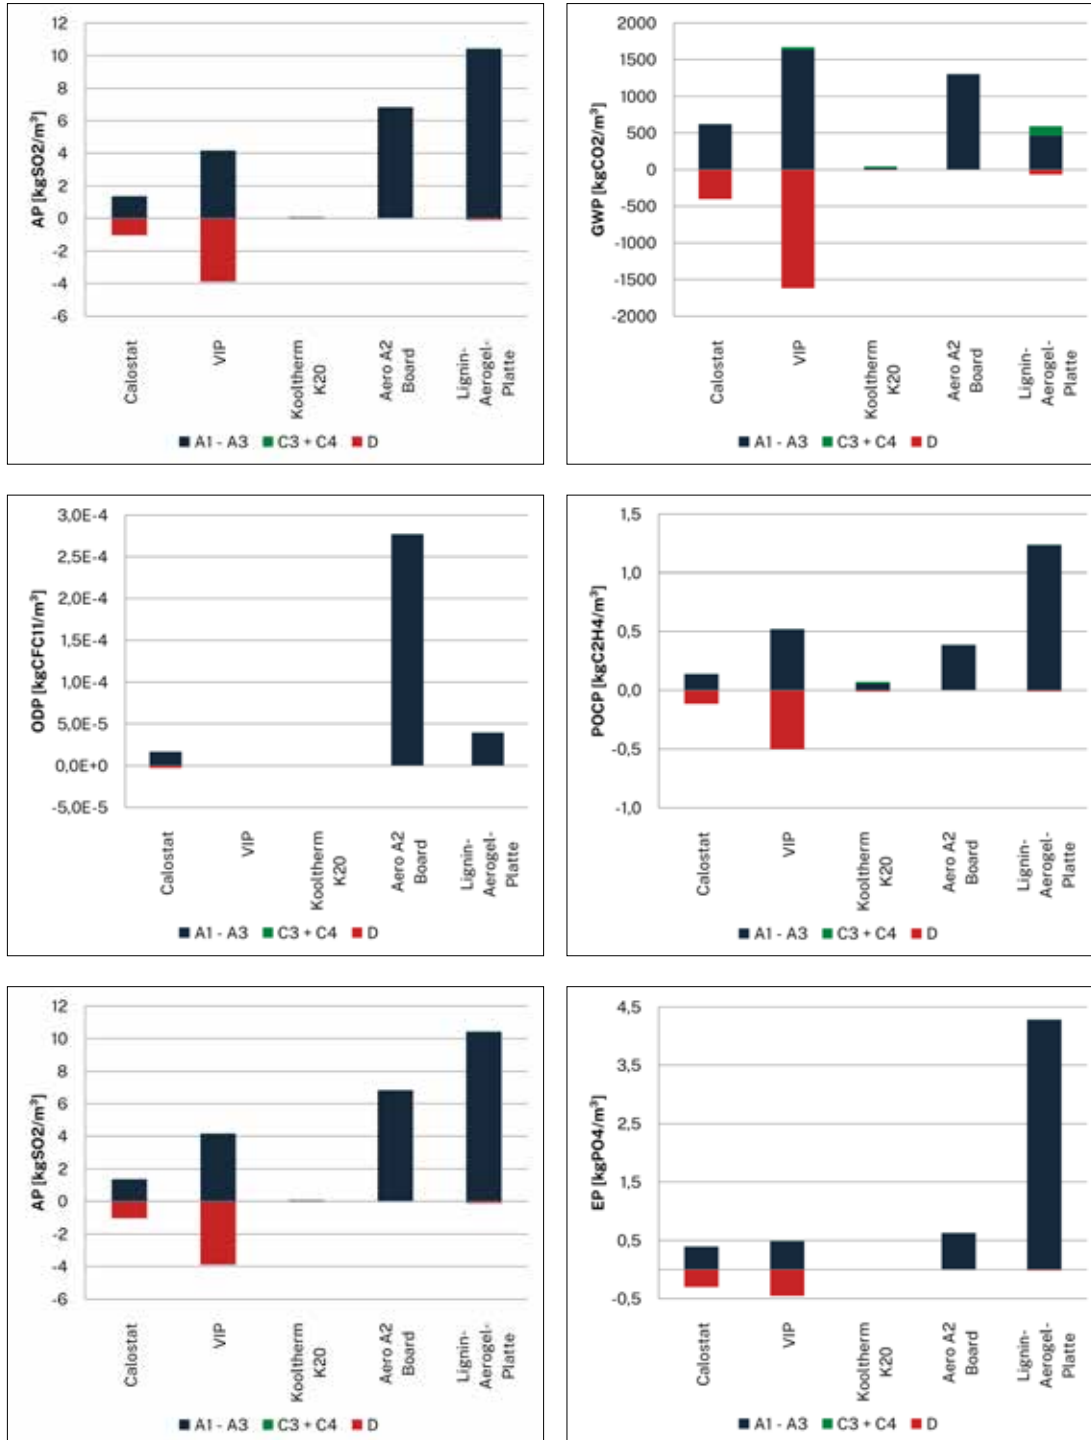 12
10
8
6
4
2
0
-2
-4
-6
AP [kgSO2/m³]
Calostat
VIP
Kooltherm
K20
Aero A2
Board
Lignin-
Aerogel-
Platte
A1 - A3 C3 + C4 D
2000
1500
1000
500
0
-500
-1000
-1500
-2000
GWP [kgCO2/m³]
Calostat
VIP
Kooltherm
K20
Aero A2
Board
Lignin-
Aerogel-
Platte
A1 - A3 C3 + C4 D
3,0E-4
2,5E-4
2,0E-4
1,5E-4
1,0E-4
5,0E-5
0,0E+0
-5,0E-5
ODP [kgCFC11/m³]
Calostat
VIP
Kooltherm
K20
Aero A2
Board
Lignin-
Aerogel-
Platte
A1 - A3 C3 + C4 D
1,5
1,0
0,5
0,0
-0,5
-1,0
POCP [kgC2H4/m³]
Calostat
VIP
Kooltherm
K20
Aero A2
Board
Lignin-
Aerogel-
Platte
A1 - A3 C3 + C4 D
12
10
8
6
4
2
0
-2
-4
-6
AP [kgSO2/m³]
Calostat
VIP
Kooltherm
K20
Aero A2
Board
Lignin-
Aerogel-
Platte
A1 - A3 C3 + C4 D
4,5
3,5
2,5
1,5
0,5
-0,5
EP [kgPO4/m³]
Calostat
VIP
Kooltherm
K20
Aero A2
Board
Lignin-
Aerogel-
Platte
A1 - A3 C3 + C4 D